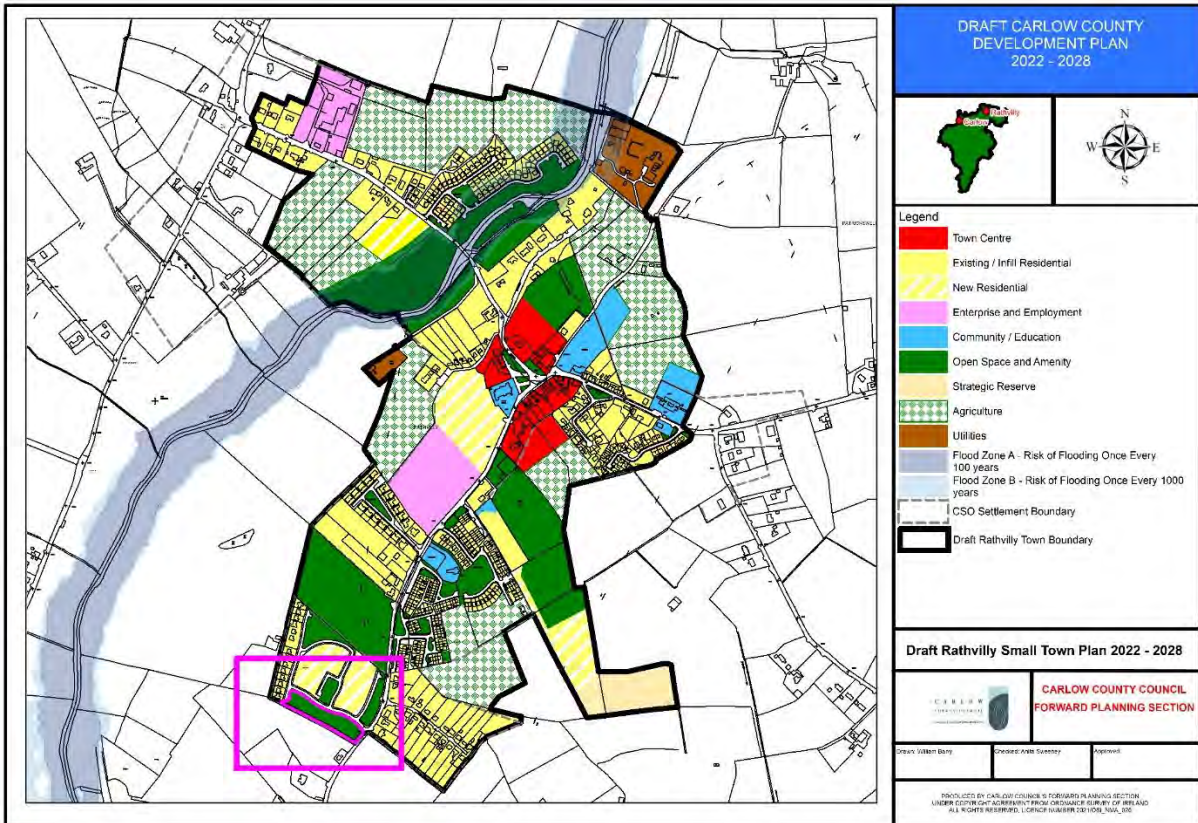 DRAFT CARLOW COUNTY
DEVELOPMENT PLAN
2022 - 2028
Rathvilly
Carlow
N
W
E
S
Legend
Town Centre
Existing / Infill Residential
New Residential
Enterprise and Employment
Community / Education
Open Space and Amenity
Strategic Reserve
Agriculture
Utilities
Flood Zone A - Risk of Flooding Once Every
100 years
Flood Zone B - Risk of Flooding Once Every 1000
years
CSO Settlement Boundary
Draft Rathvilly Town Boundary
Draft Rathvilly Small Town Plan 2022 - 2028
CARLOW
CARLOW COUNTY COUNCIL
FORWARD PLANNING SECTION
Drawn: William Barry
Checked: Anita Sweeney
Approved:
PRODUCED BY CARLOW COUNCIL'S FORWARD PLANNING SECTION
UNDER COPYRIGHT AGREEMENT FROM ORDNANCE SURVEY OF IRELAND
ALL RIGHTS RESERVED, LICENCE NUMBER